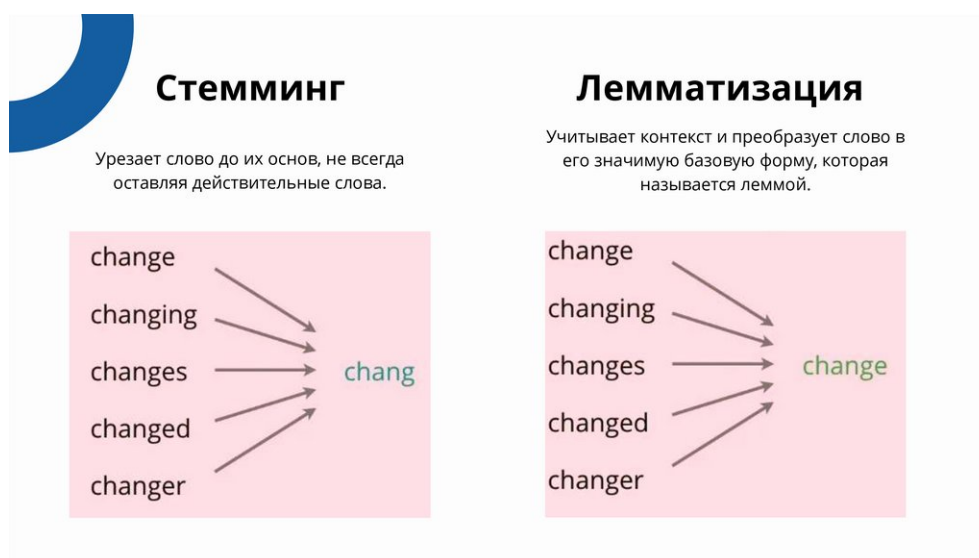 Стемминг
Урезает слово до их основ, не всегда
оставляя действительные слова.
change
changing
changes
changed
changer
chang
Лемматизация
Учитывает контекст и преобразует слово в
его значимую базовую форму, которая
называется леммой.
change
changing
changes
changed
changer
change